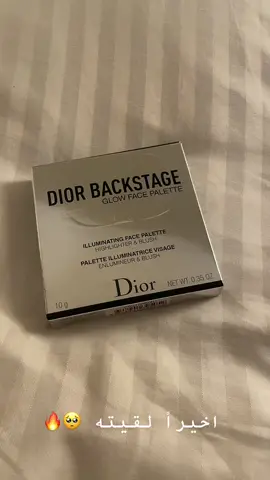 DIOR BACKSTAGE
GLOW FACE PALETTE
ILLUMINATING FACE PALETTE
HIGHLIGHTER & BLUSH
PALETTE ILLUMINATRICE VISAGE
ENLUMINEUR & BLUSH
Dior
10 g
NET WT. 0.35 OZ
اخيراً لقيته 🥺🔥